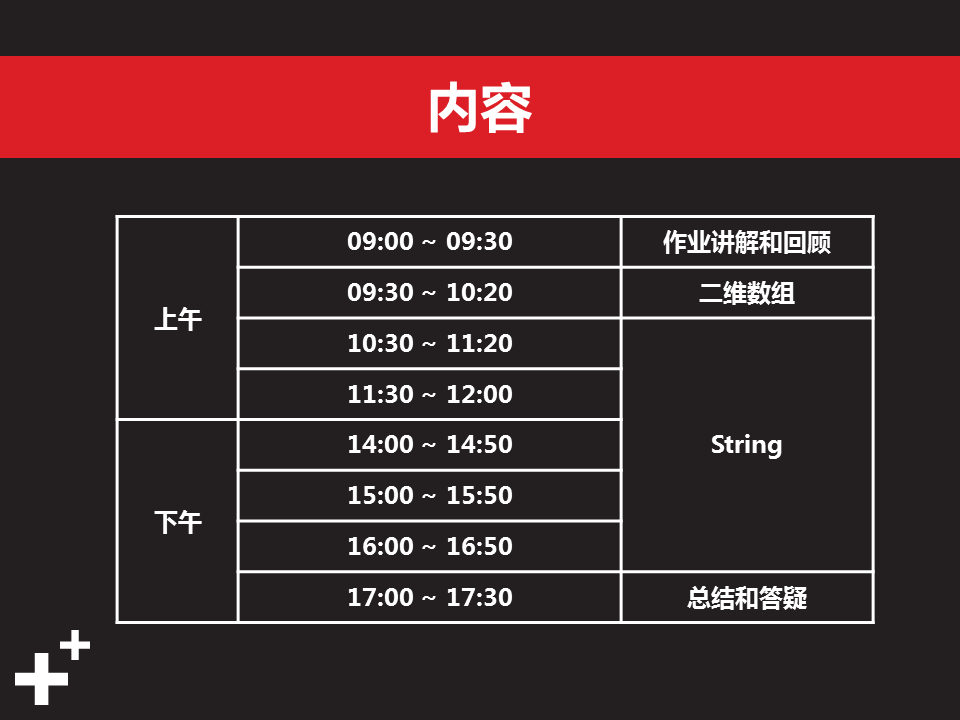 内容
上午
09:00 ~ 09:30
作业讲解和回顾
09:30 ~ 10:20
二维数组
10:30 ~ 11:20
11:30 ~ 12:00
String
下午
14:00 ~ 14:50
15:00 ~ 15:50
16:00 ~ 16:50
17:00 ~ 17:30
总结和答疑